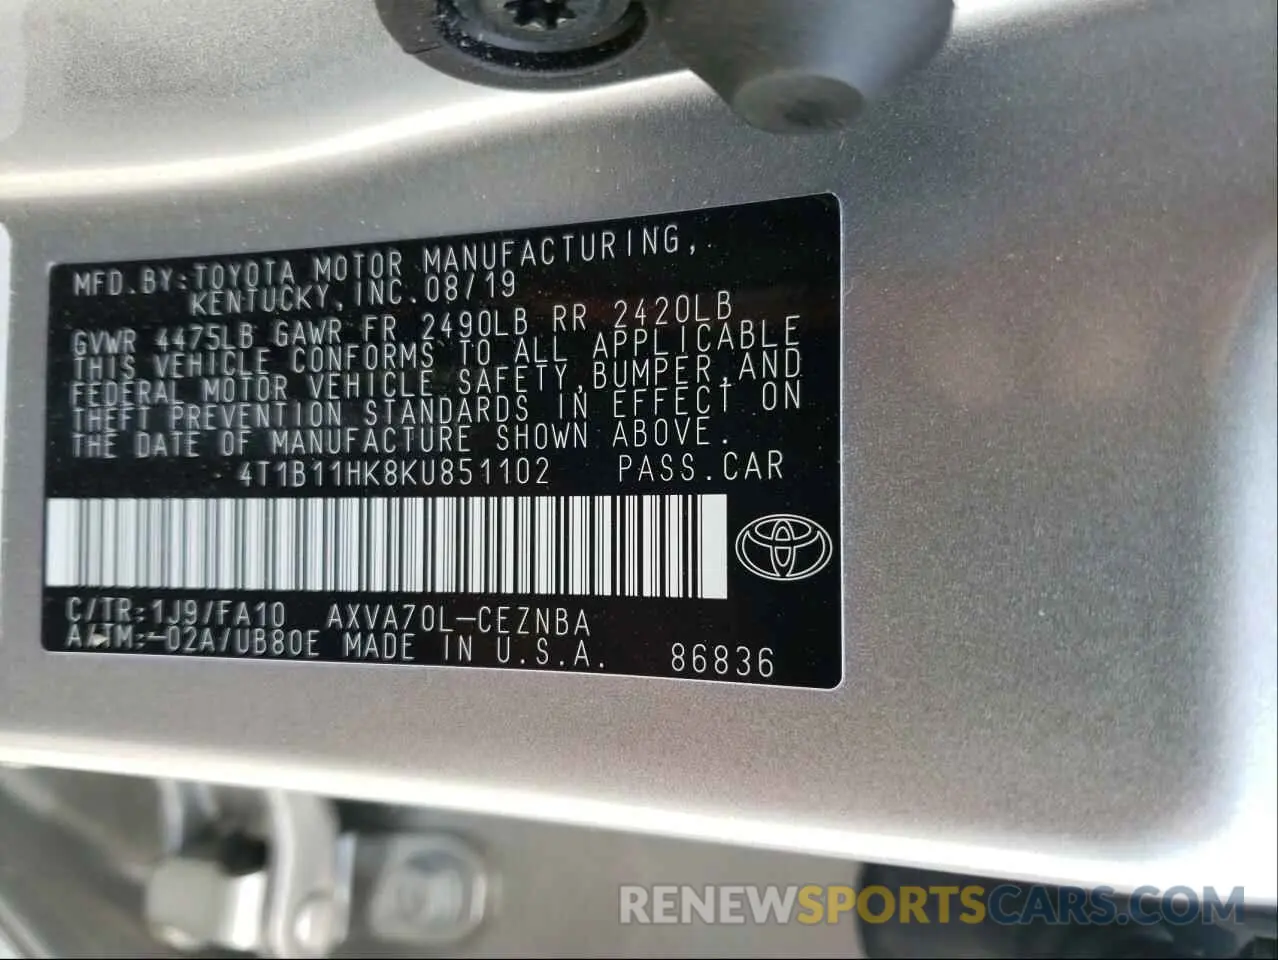 MFD.BY:TOYOTA MOTOR MANUFACTURING,
KENTUCKY,INC.08/19
GVWR 4475LB GAWR FR 2490LB RR 2420LB
THIS VEHICLE CONFORMS TO ALL APPLICABLE
FEDERAL MOTOR VEHICLE SAFETY,BUMPER,AND
THEFT PREVENTION STANDARDS IN EFFECT ON
THE DATE OF MANUFACTURE SHOWN ABOVE.
4T1B11HK8KU851102 PASS.CAR
C/TR:1J9/FA10 AXVA70L-CEZNBA
A/TM:-02A/UB80E MADE IN U.S.A. 86836
RENEWSPORTSCARS.COM